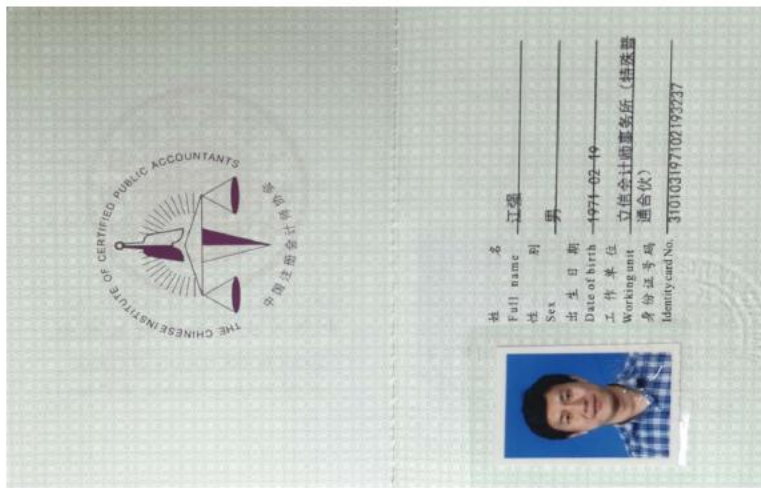 THE CHINESE INSTITUTE OF CERTIFIED PUBLIC ACCOUNTANTS
中国注册会计师协会
姓 名 江强
Full name
性 别 男
Sex
出 生 日 期 1971-02-19
Date of birth
工 作 单 位 立信会计师事务所（特殊普
Working unit 通合伙）
身 份 证 号 码 310103197102193237
Identity card No.